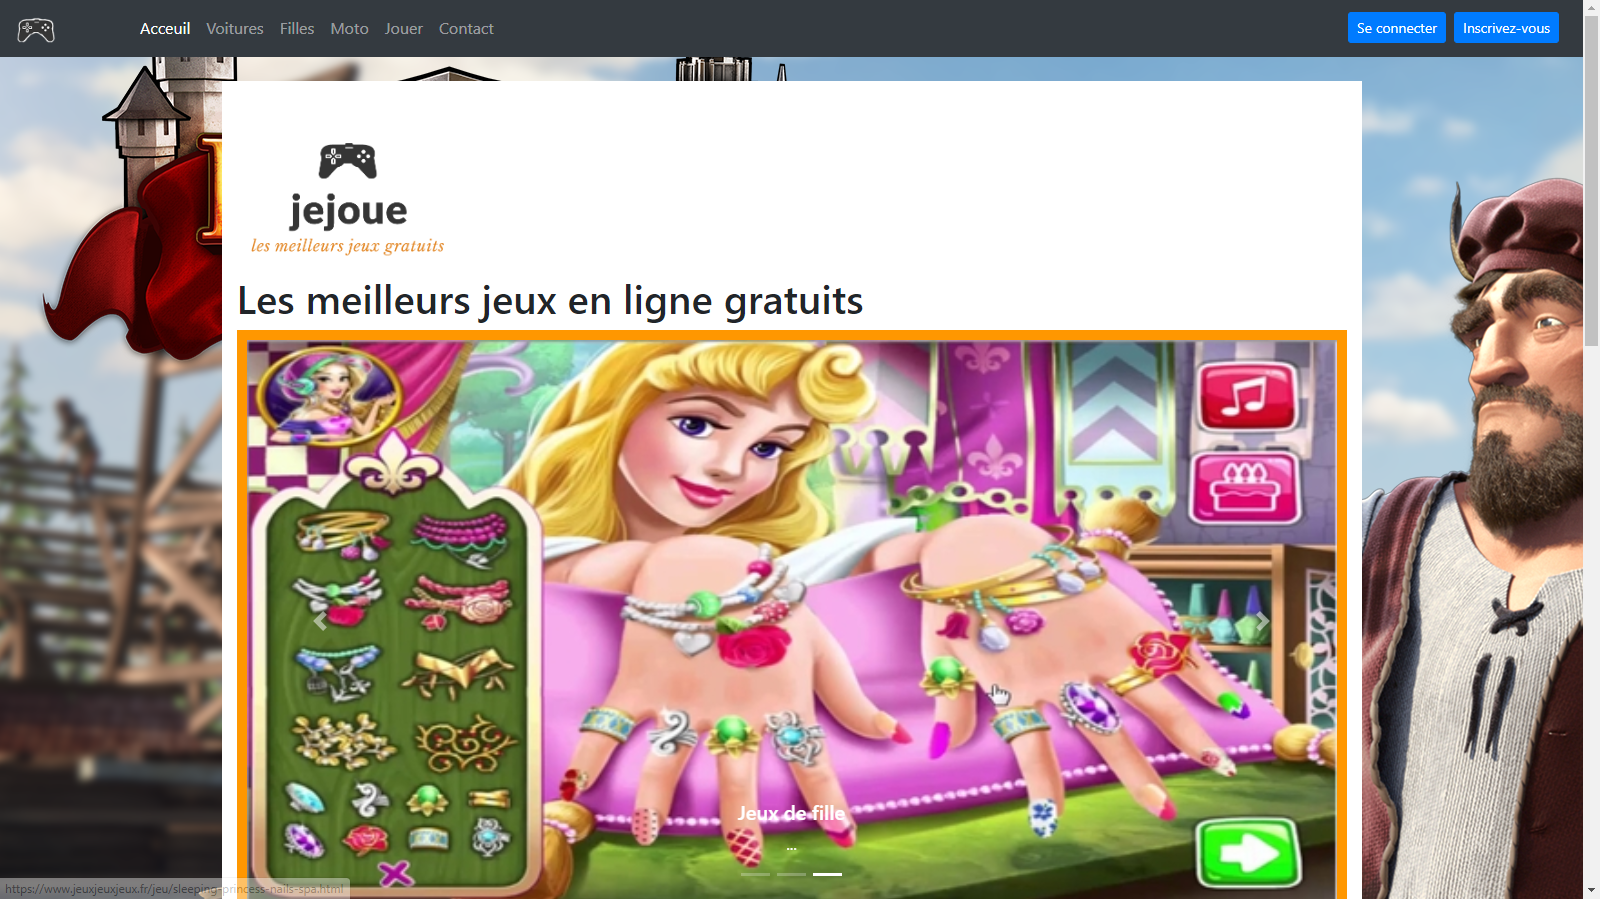 Acceuil Voitures Filles Moto Jouer Contact Se connecter Inscrivez-vous
jejoue
les meilleurs jeux gratuits
Les meilleurs jeux en ligne gratuits
Jeux de fille
...
https://www.jeuxjeuxjeux.fr/jeu/sleeping-princess-nails-spa.html